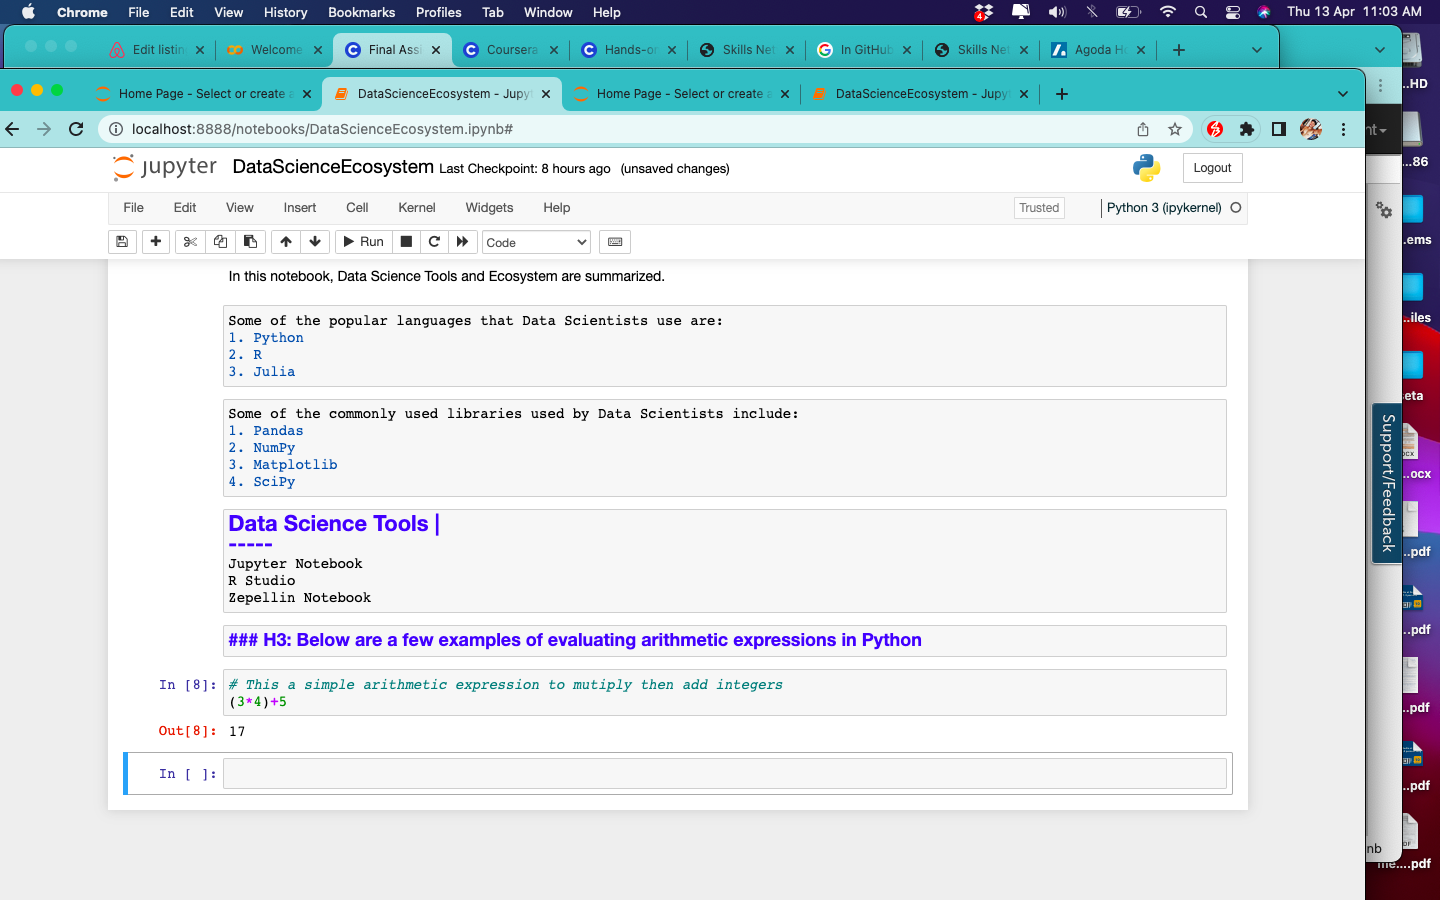 Chrome File Edit View History Bookmarks Profiles Tab Window Help 4 Thu 13 Apr 11:03 AM
Edit listin Welcome Final Assi Coursera Hands-o Skills Net In GitHub Skills Net Agoda Ho
Home Page - Select or create a DataScienceEcosystem - Jupyt Home Page - Select or create a DataScienceEcosystem - Jupyt
localhost:8888/notebooks/DataScienceEcosystem.ipynb#
jupyter DataScienceEcosystem Last Checkpoint: 8 hours ago (unsaved changes) Logout
File Edit View Insert Cell Kernel Widgets Help Trusted Python 3 (ipykernel)
Run Code
In this notebook, Data Science Tools and Ecosystem are summarized.
Some of the popular languages that Data Scientists use are:
1. Python
2. R
3. Julia
Some of the commonly used libraries used by Data Scientists include:
1. Pandas
2. NumPy
3. Matplotlib
4. SciPy
Data Science Tools |
-----
Jupyter Notebook
R Studio
Zepellin Notebook
### H3: Below are a few examples of evaluating arithmetic expressions in Python
In [8]: # This a simple arithmetic expression to mutiply then add integers
(3*4)+5
Out[8]: 17
In [ ]:
Support/Feedback
nt
nb
...HD
...86
...ems
...iles
...eta
...ocx
...pdf
...pdf
...pdf
...pdf
me....pdf